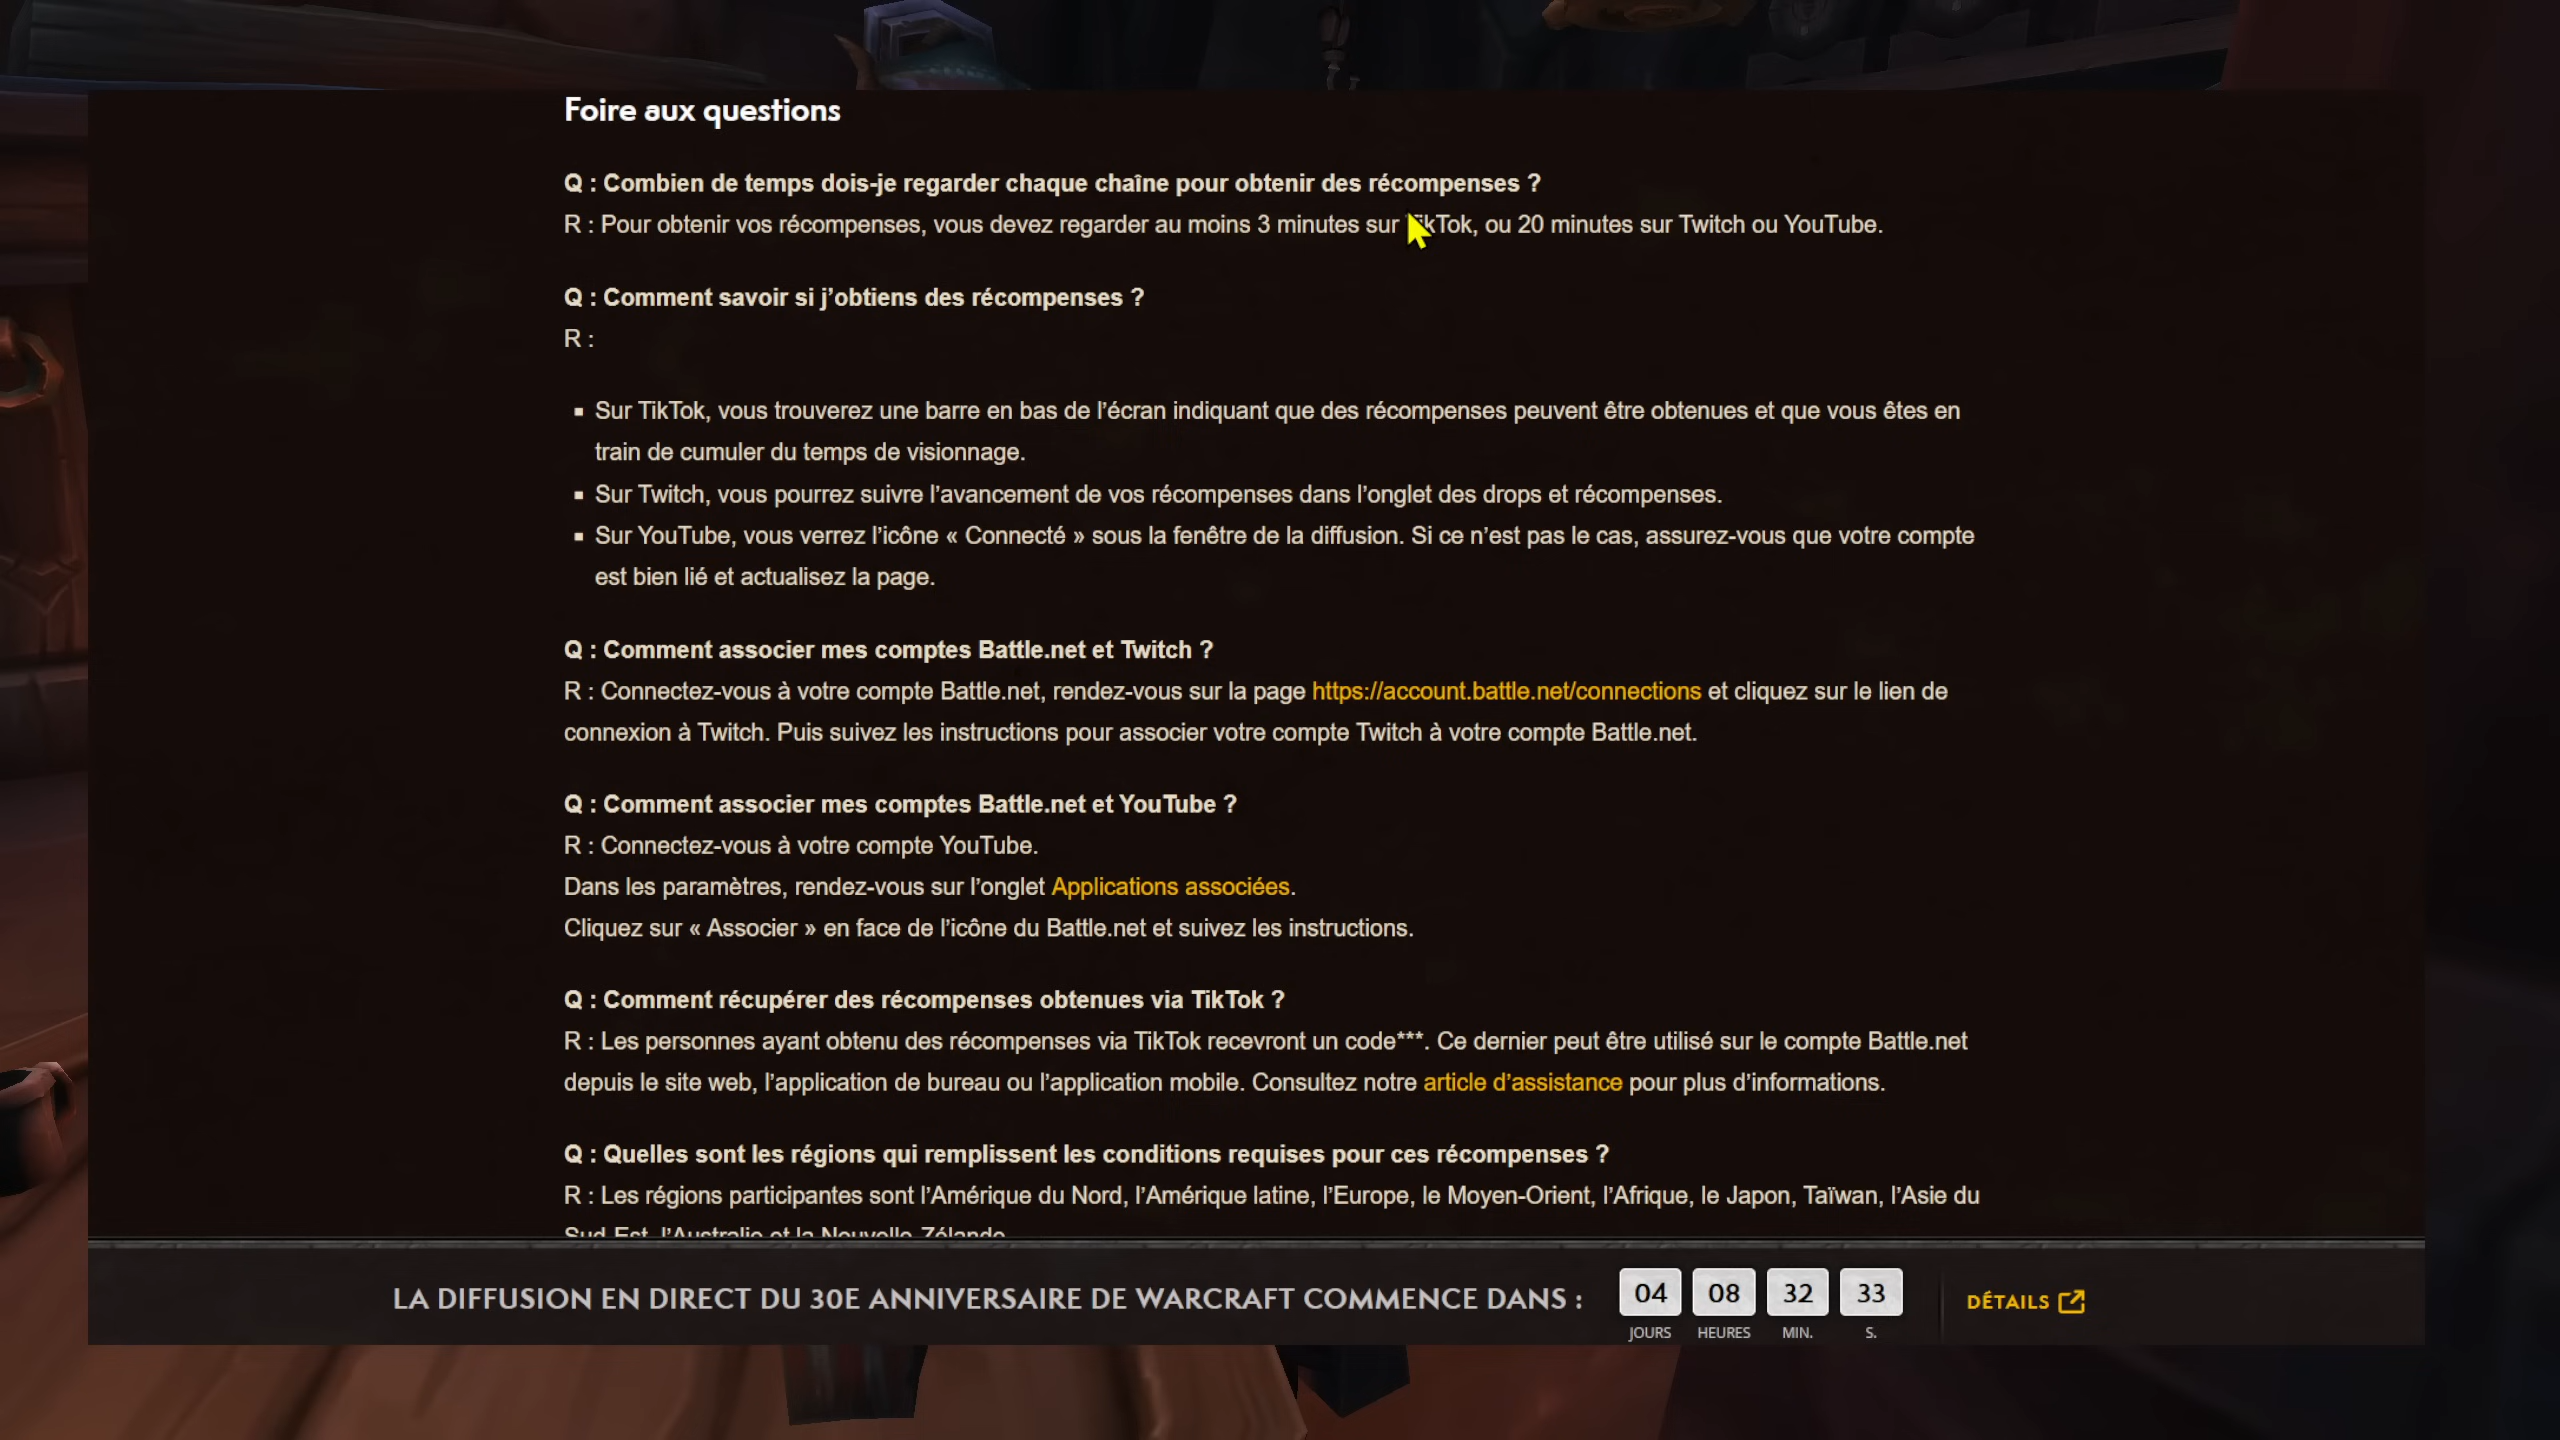 Foire aux questions
Q : Combien de temps dois-je regarder chaque chaîne pour obtenir des récompenses ?
R : Pour obtenir vos récompenses, vous devez regarder au moins 3 minutes sur TikTok, ou 20 minutes sur Twitch ou YouTube.
Q : Comment savoir si j’obtiens des récompenses ?
R :
▪ Sur TikTok, vous trouverez une barre en bas de l’écran indiquant que des récompenses peuvent être obtenues et que vous êtes en
train de cumuler du temps de visionnage.
▪ Sur Twitch, vous pourrez suivre l’avancement de vos récompenses dans l’onglet des drops et récompenses.
▪ Sur YouTube, vous verrez l’icône « Connecté » sous la fenêtre de la diffusion. Si ce n’est pas le cas, assurez-vous que votre compte
est bien lié et actualisez la page.
Q : Comment associer mes comptes Battle.net et Twitch ?
R : Connectez-vous à votre compte Battle.net, rendez-vous sur la page https://account.battle.net/connections et cliquez sur le lien de
connexion à Twitch. Puis suivez les instructions pour associer votre compte Twitch à votre compte Battle.net.
Q : Comment associer mes comptes Battle.net et YouTube ?
R : Connectez-vous à votre compte YouTube.
Dans les paramètres, rendez-vous sur l’onglet Applications associées.
Cliquez sur « Associer » en face de l’icône du Battle.net et suivez les instructions.
Q : Comment récupérer des récompenses obtenues via TikTok ?
R : Les personnes ayant obtenu des récompenses via TikTok recevront un code***. Ce dernier peut être utilisé sur le compte Battle.net
depuis le site web, l’application de bureau ou l’application mobile. Consultez notre article d’assistance pour plus d’informations.
Q : Quelles sont les régions qui remplissent les conditions requises pour ces récompenses ?
R : Les régions participantes sont l’Amérique du Nord, l’Amérique latine, l’Europe, le Moyen-Orient, l’Afrique, le Japon, Taïwan, l’Asie du
Sud-Est, l’Australie et la Nouvelle-Zélande
LA DIFFUSION EN DIRECT DU 30E ANNIVERSAIRE DE WARCRAFT COMMENCE DANS : 04 08 32 33 DÉTAILS
JOURS HEURES MIN. S.